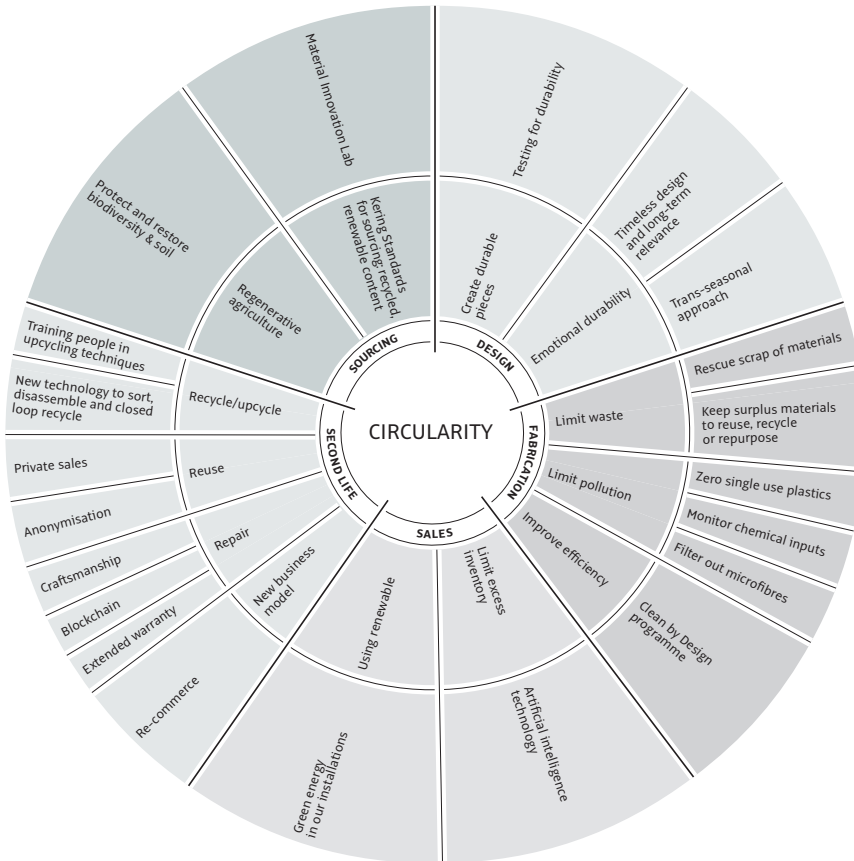 CIRCULARITY
SOURCING
Material Innovation Lab
Kering Standards
for sourcing: recycled,
renewable content
Protect and restore
biodiversity & soil
Regenerative
agriculture
DESIGN
Testing for durability
Create durable
pieces
Timeless design
and long-term
relevance
Trans-seasonal
approach
Emotional durability
FABRICATION
Rescue scrap of materials
Keep surplus materials
to reuse, recycle
or repurpose
Limit waste
Zero single use plastics
Monitor chemical inputs
Filter out microfibres
Limit pollution
Clean by Design
programme
Improve efficiency
SALES
Limit excess
inventory
Artificial intelligence
technology
Using renewable
Green energy
in our installations
SECOND LIFE
New business
model
Re-commerce
Repair
Extended warranty
Blockchain
Craftsmanship
Reuse
Anonymisation
Private sales
Recycle/upcycle
New technology to sort,
disassemble and closed
loop recycle
Training people in
upcycling techniques